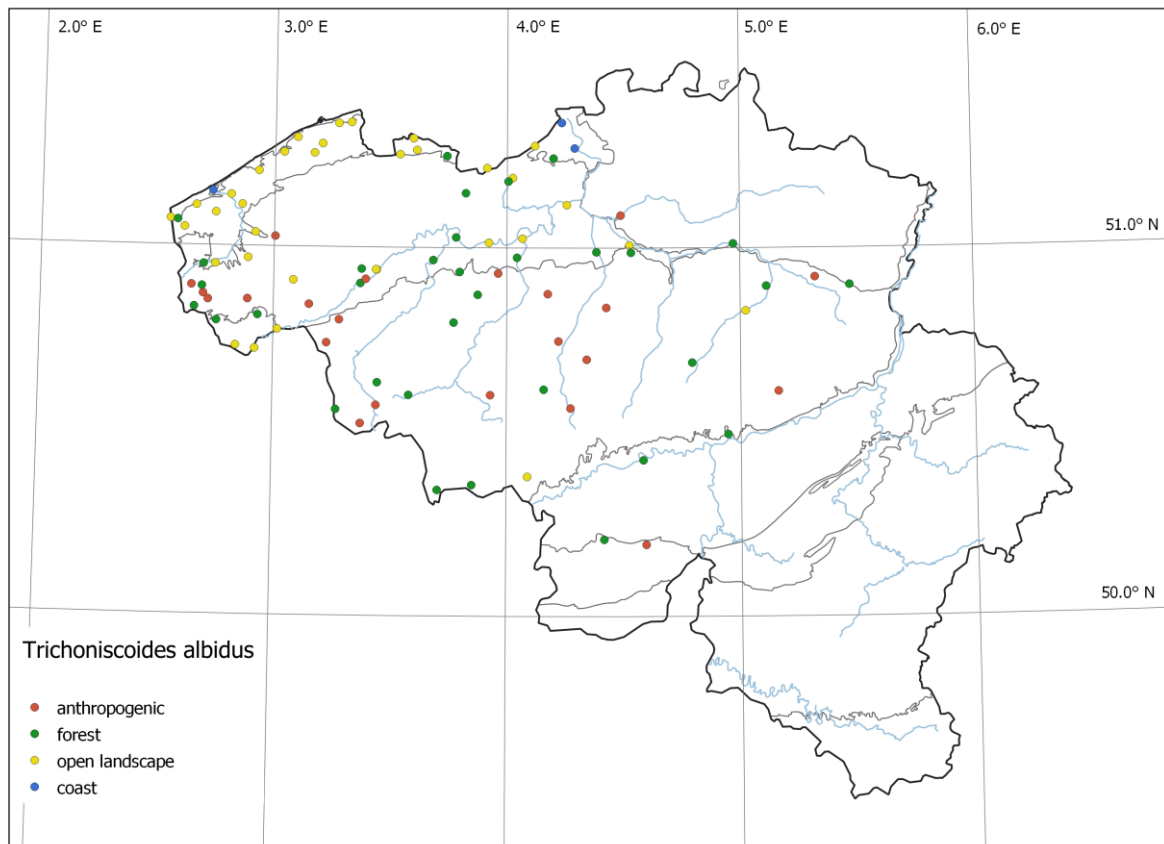 2.0° E
3.0° E
4.0° E
5.0° E
6.0° E
51.0° N
50.0° N
Trichoniscoides albidus
anthropogenic
forest
open landscape
coast